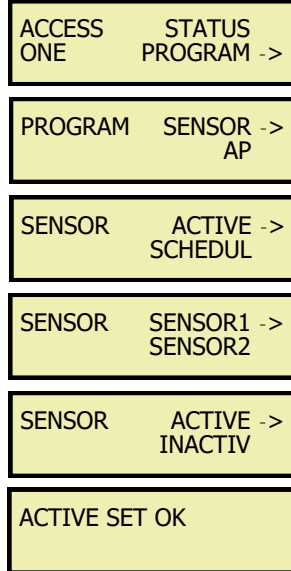 ACCESS STATUS
ONE PROGRAM ->
PROGRAM SENSOR ->
AP
SENSOR ACTIVE ->
SCHEDUL
SENSOR SENSOR1 ->
SENSOR2
SENSOR ACTIVE ->
INACTIV
ACTIVE SET OK